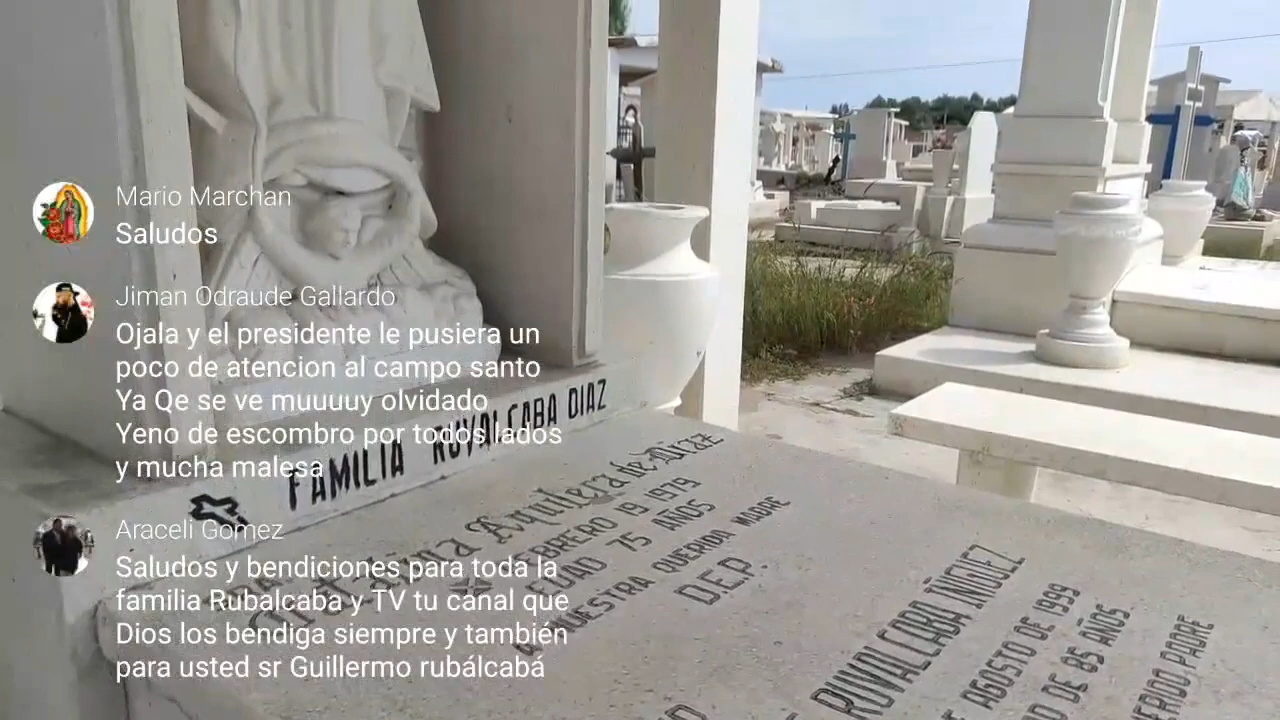 Mario Marchan
Saludos
Jiman Odraude Gallardo
Ojala y el presidente le pusiera un
poco de atencion al campo santo
Ya Qe se ve muuuuy olvidado
Yeno de escombro por todos lados
y mucha malesa
Araceli Gomez
Saludos y bendiciones para toda la
familia Rubalcaba y TV tu canal que
Dios los bendiga siempre y también
para usted sr Guillermo rubálcabá
FAMILIA RUVALCABA DIAZ
Aguilera de Diaz
FEBRERO 19 1979
EDAD 75 AÑOS
A NUESTRA QUERIDA MADRE
D.E.P.
RUVALCABA IÑIGUEZ
AGOSTO DE 1999
DE 85 AÑOS
PADRE